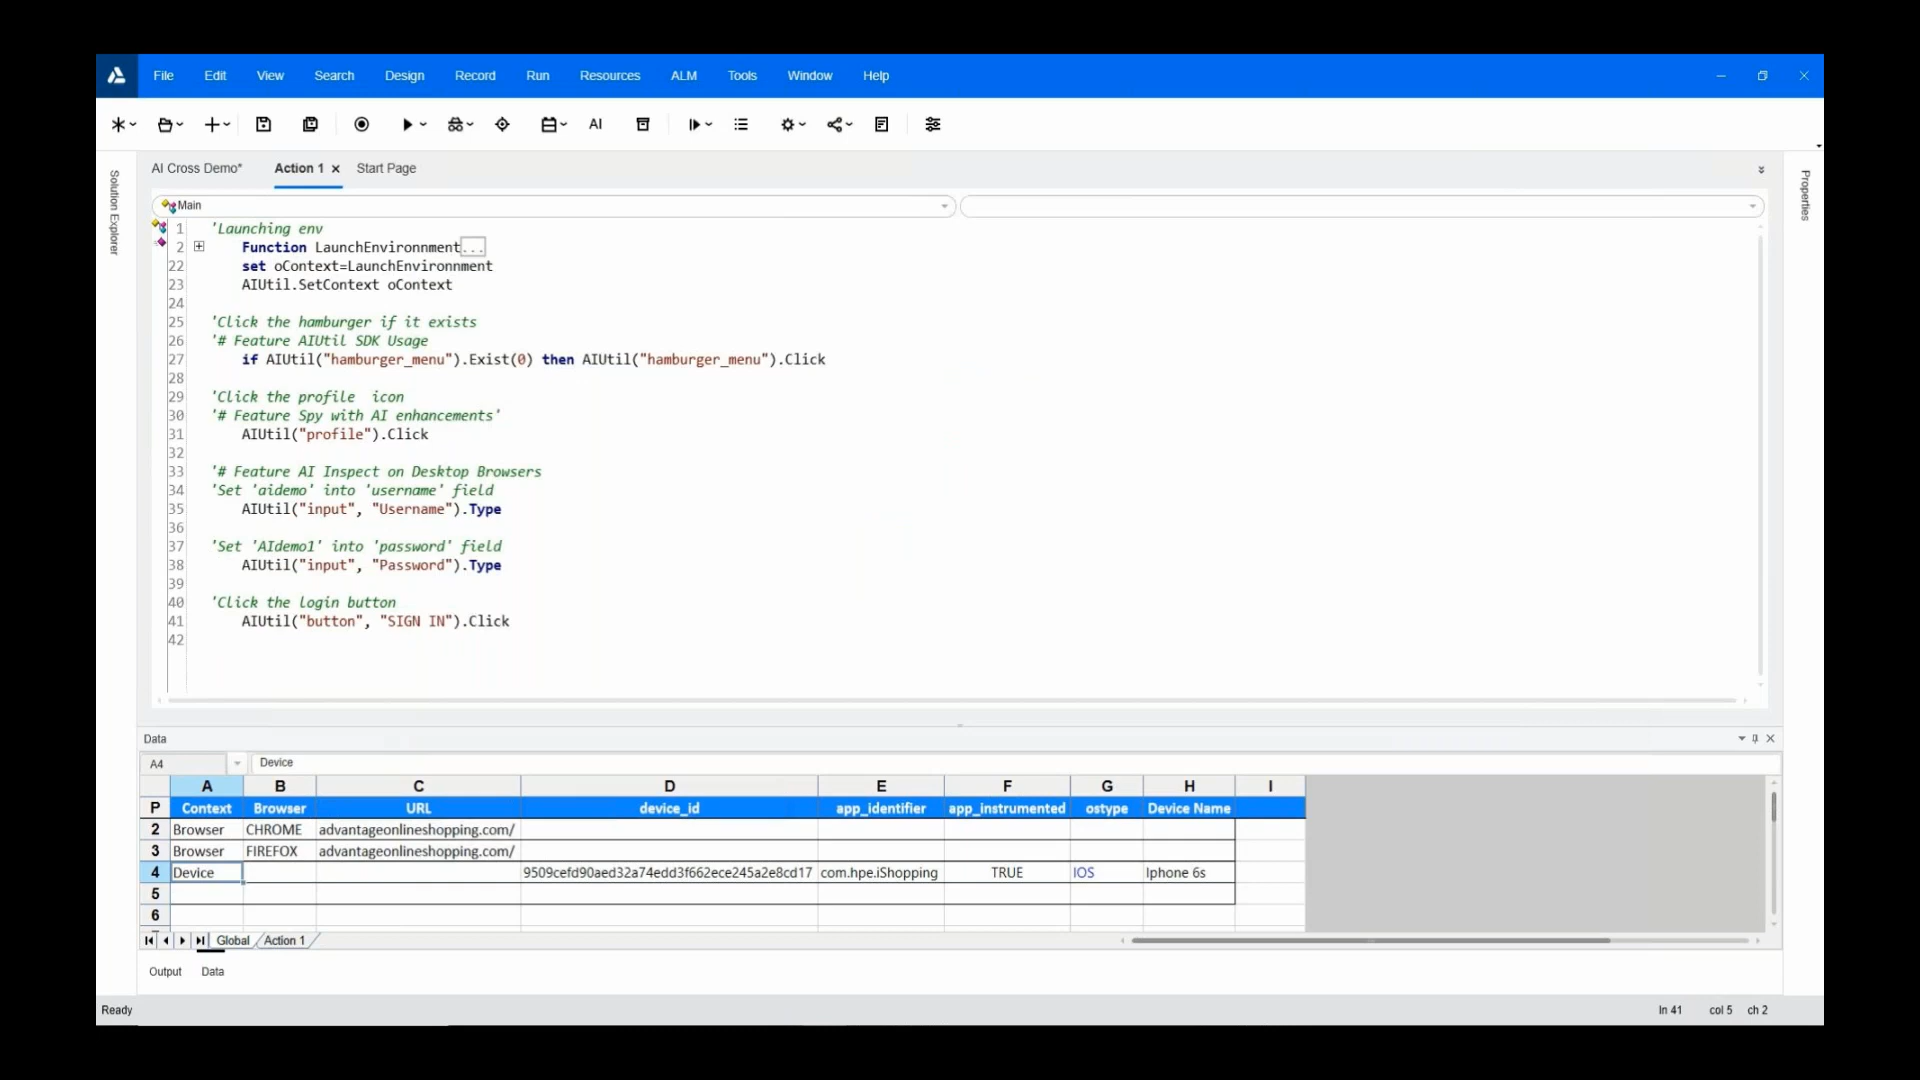 File Edit View Search Design Record Run Resources ALM Tools Window Help
AI
AI Cross Demo* Action 1 Start Page
Solution Explorer
Properties
Main
1 'Launching env
2 Function LaunchEnvironnment...
22 set oContext=LaunchEnvironnment
23 AIUtil.SetContext oContext
24
25 'Click the hamburger if it exists
26 '# Feature AIUtil SDK Usage
27 if AIUtil("hamburger_menu").Exist(0) then AIUtil("hamburger_menu").Click
28
29 'Click the profile  icon
30 '# Feature Spy with AI enhancements'
31 AIUtil("profile").Click
32
33 '# Feature AI Inspect on Desktop Browsers
34 'Set 'aidemo' into 'username' field
35 AIUtil("input", "Username").Type
36
37 'Set 'AIdemo1' into 'password' field
38 AIUtil("input", "Password").Type
39
40 'Click the login button
41 AIUtil("button", "SIGN IN").Click
42
Data
A4 Device
A B C D E F G H I
P Context Browser URL device_id app_identifier app_instrumented ostype Device Name
2 Browser CHROME advantageonlineshopping.com/
3 Browser FIREFOX advantageonlineshopping.com/
4 Device 9509cefd90aed32a74edd3f662ece245a2e8cd17 com.hpe.iShopping TRUE IOS Iphone 6s
5
6
Global Action 1
Output Data
Ready ln 41 col 5 ch 2